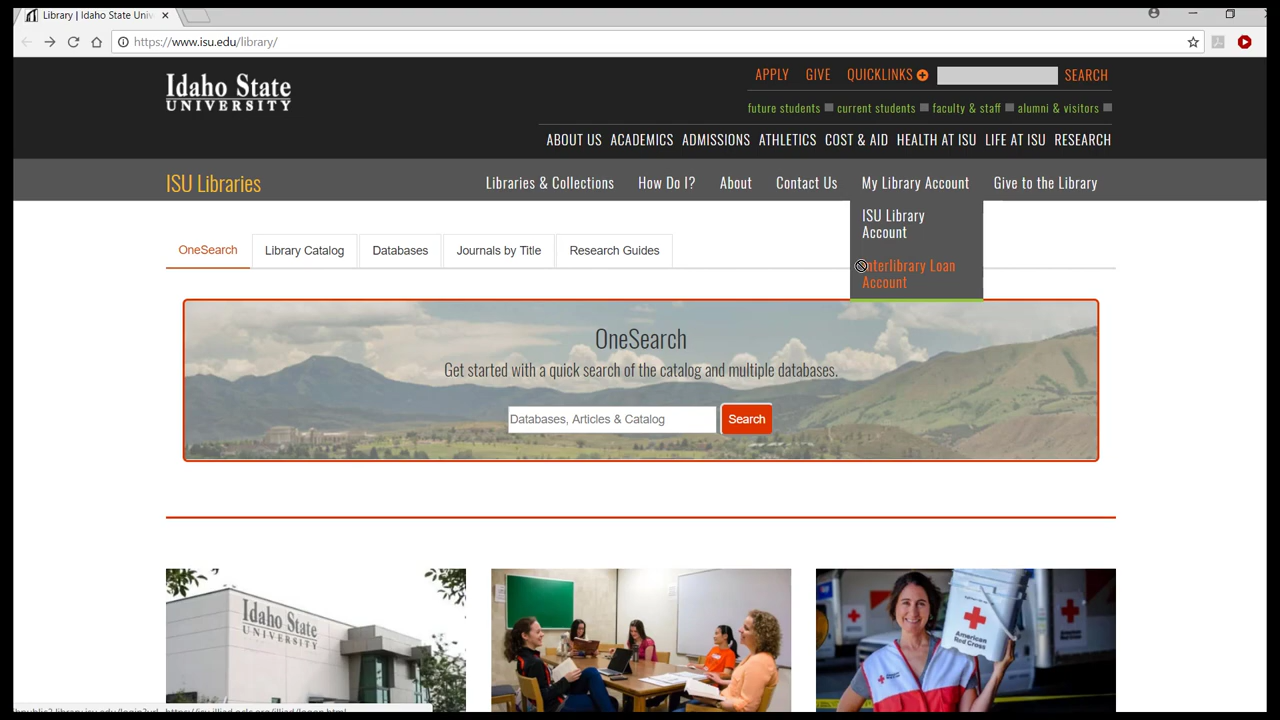 Library | Idaho State Univ
https://www.isu.edu/library/
Idaho State
UNIVERSITY
APPLY GIVE QUICKLINKS SEARCH
future students current students faculty & staff alumni & visitors
ABOUT US ACADEMICS ADMISSIONS ATHLETICS COST & AID HEALTH AT ISU LIFE AT ISU RESEARCH
ISU Libraries
Libraries & Collections How Do I? About Contact Us My Library Account Give to the Library
ISU Library
Account
Interlibrary Loan
Account
OneSearch Library Catalog Databases Journals by Title Research Guides
OneSearch
Get started with a quick search of the catalog and multiple databases.
Databases, Articles & Catalog Search
Idaho State
UNIVERSITY
American
Red Cross